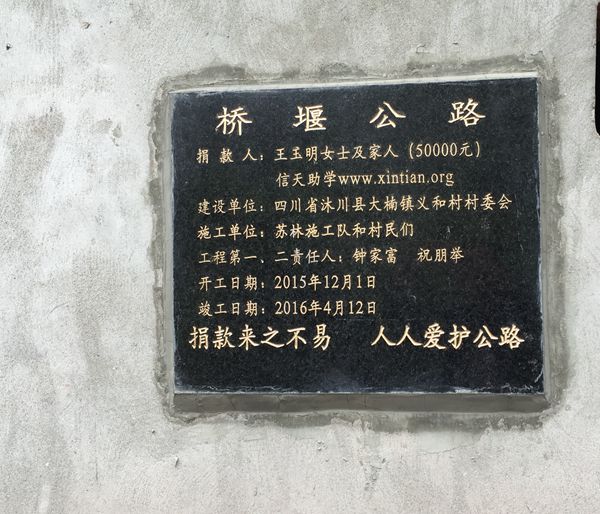 桥堰公路
捐款人：王玉明女士及家人（50000元）
信天助学www.xintian.org
建设单位：四川省沐川县大楠镇义和村村委会
施工单位：苏林施工队和村民们
工程第一、二责任人：钟家富 祝朋举
开工日期：2015年12月1日
竣工日期：2016年4月12日
捐款来之不易 人人爱护公路